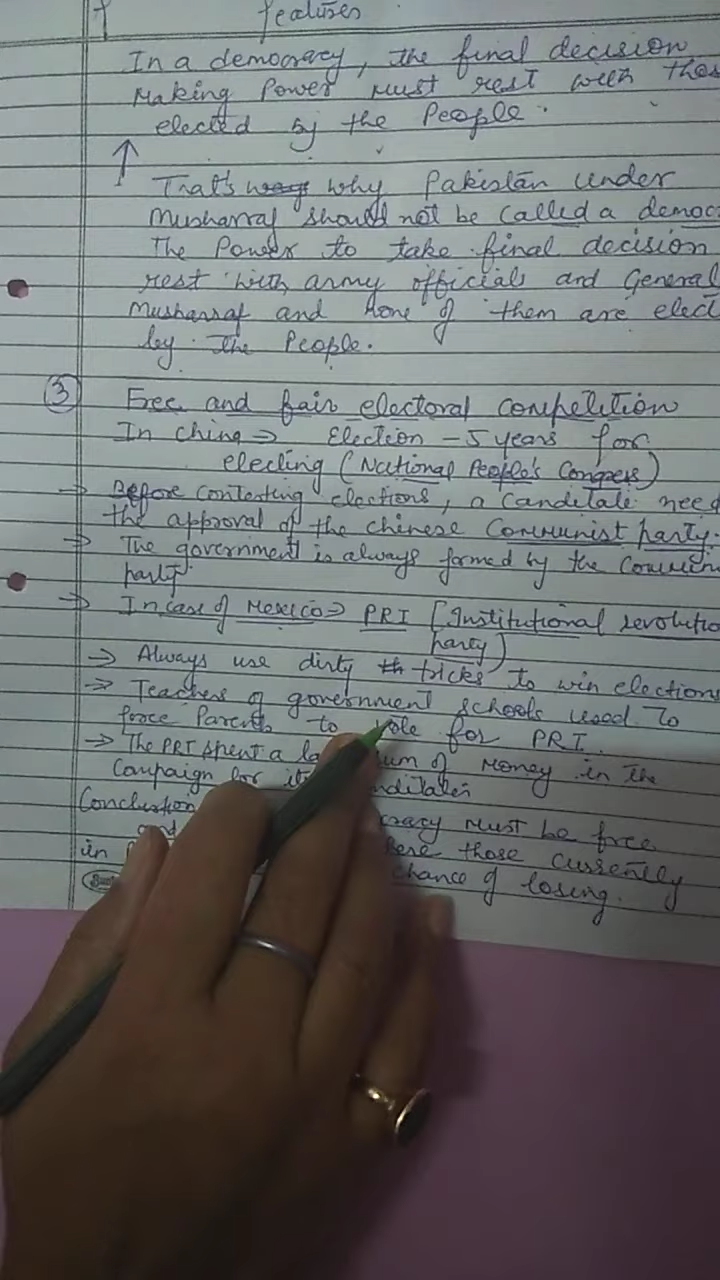 features
In a democracy, the final decision
Making Power Must rest with thos
elected by the People.
That's why Pakistan under
Musharraf should not be called a democ
The Power to take final decision
rest with army officials and General
Musharraf and None of them are elect
by the People.
3 Free and fair electoral competition
In China ⇒ Election - 5 years for
electing (National People's Congress)
→ Before contesting elections, a candidate need
the approval of the Chinese Communist party.
→ The government is always formed by the Commun
party
→ In case of Mexico ⇒ PRI [Institutional revolutio
party)
→ Always use dirty tricks to win elections
→ Teachers of government schools used To
force Parents to vote for PRI.
→ The PRI spent a la sum of Money in the
Campaign for its
Conclusion
must be free
in those currently
chance of losing.